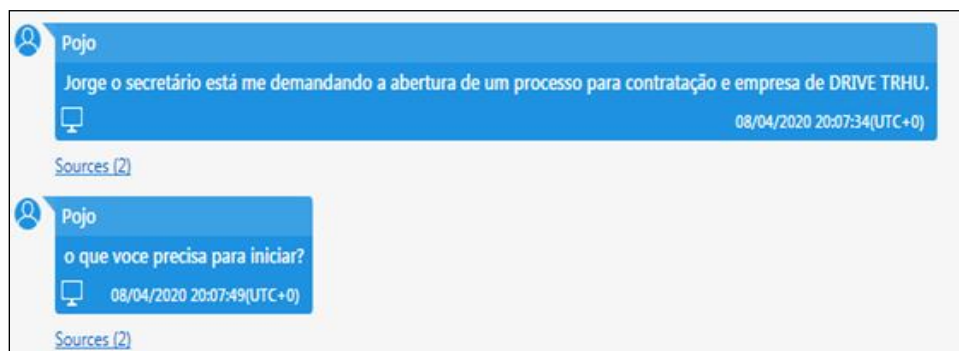 Pojo
Jorge o secretário está me demandando a abertura de um processo para contratação e empresa de DRIVE TRHU.
08/04/2020 20:07:34(UTC+0)
Sources (2)
Pojo
o que voce precisa para iniciar?
08/04/2020 20:07:49(UTC+0)
Sources (2)